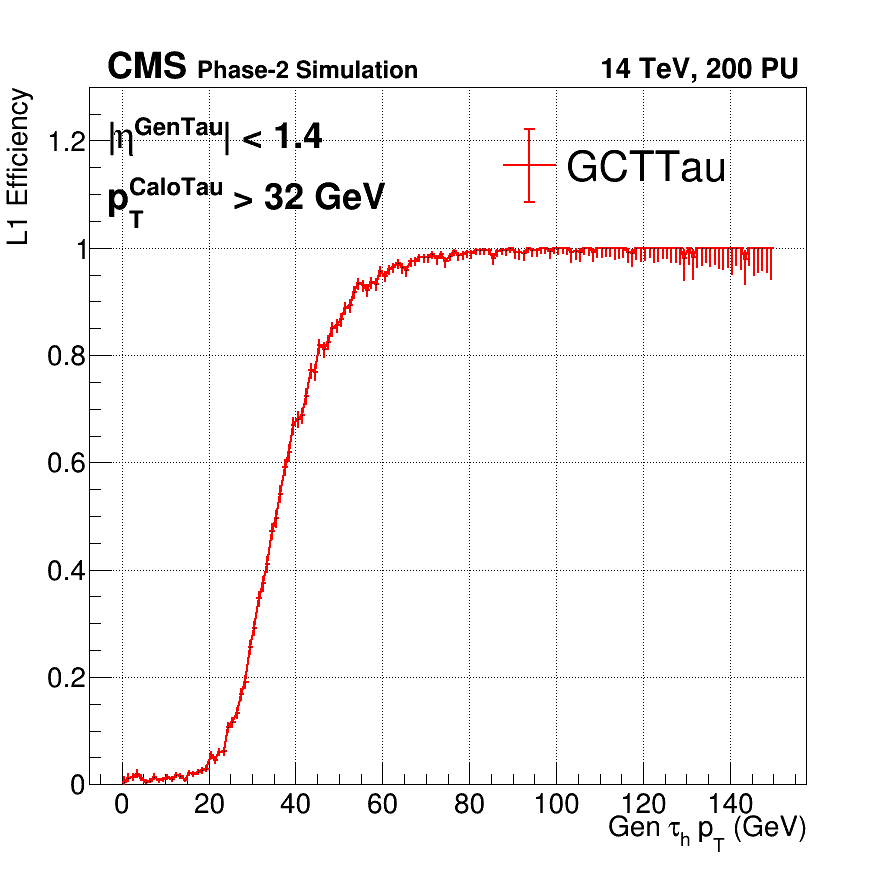 CMS Phase-2 Simulation 14 TeV, 200 PU
|η^GenTau| < 1.4
p_T^CaloTau > 32 GeV
GCTTau
L1 Efficiency
1.2
1
0.8
0.6
0.4
0.2
0
0 20 40 60 80 100 120 140
Gen τ_h p_T (GeV)